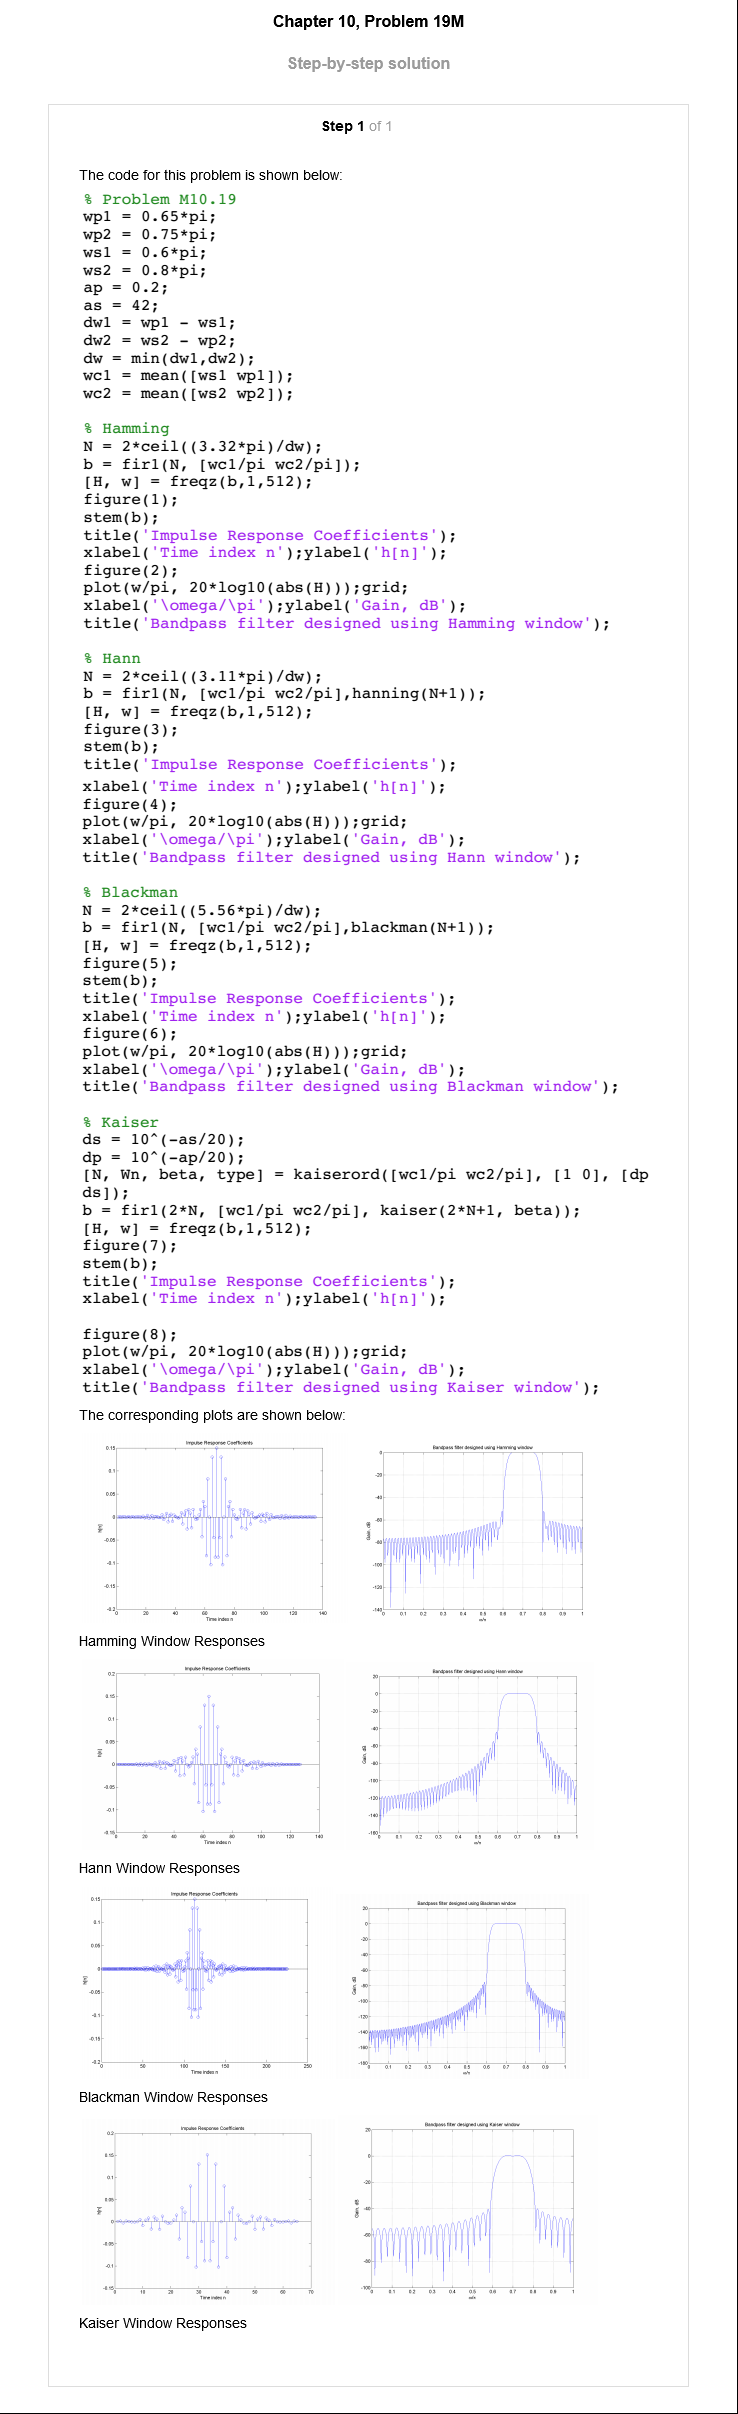 Chapter 10, Problem 19M
Step-by-step solution
Step 1 of 1
The code for this problem is shown below:
% Problem M10.19
wp1 = 0.65*pi;
wp2 = 0.75*pi;
ws1 = 0.6*pi;
ws2 = 0.8*pi;
ap = 0.2;
as = 42;
dw1 = wp1 - ws1;
dw2 = ws2 - wp2;
dw = min(dw1,dw2);
wc1 = mean([ws1 wp1]);
wc2 = mean([ws2 wp2]);
% Hamming
N = 2*ceil((3.32*pi)/dw);
b = fir1(N, [wc1/pi wc2/pi]);
[H, w] = freqz(b,1,512);
figure(1);
stem(b);
title('Impulse Response Coefficients');
xlabel('Time index n');ylabel('h[n]');
figure(2);
plot(w/pi, 20*log10(abs(H)));grid;
xlabel('\omega/\pi');ylabel('Gain, dB');
title('Bandpass filter designed using Hamming window');
% Hann
N = 2*ceil((3.11*pi)/dw);
b = fir1(N, [wc1/pi wc2/pi],hanning(N+1));
[H, w] = freqz(b,1,512);
figure(3);
stem(b);
title('Impulse Response Coefficients');
xlabel('Time index n');ylabel('h[n]');
figure(4);
plot(w/pi, 20*log10(abs(H)));grid;
xlabel('\omega/\pi');ylabel('Gain, dB');
title('Bandpass filter designed using Hann window');
% Blackman
N = 2*ceil((5.56*pi)/dw);
b = fir1(N, [wc1/pi wc2/pi],blackman(N+1));
[H, w] = freqz(b,1,512);
figure(5);
stem(b);
title('Impulse Response Coefficients');
xlabel('Time index n');ylabel('h[n]');
figure(6);
plot(w/pi, 20*log10(abs(H)));grid;
xlabel('\omega/\pi');ylabel('Gain, dB');
title('Bandpass filter designed using Blackman window');
% Kaiser
ds = 10^(-as/20);
dp = 10^(-ap/20);
[N, Wn, beta, type] = kaiserord([wc1/pi wc2/pi], [1 0], [dp
ds]);
b = fir1(2*N, [wc1/pi wc2/pi], kaiser(2*N+1, beta));
[H, w] = freqz(b,1,512);
figure(7);
stem(b);
title('Impulse Response Coefficients');
xlabel('Time index n');ylabel('h[n]');
figure(8);
plot(w/pi, 20*log10(abs(H)));grid;
xlabel('\omega/\pi');ylabel('Gain, dB');
title('Bandpass filter designed using Kaiser window');
The corresponding plots are shown below:
Impulse Response Coefficients
Bandpass filter designed using Hamming window
Time index n
Hamming Window Responses
Impulse Response Coefficients
Bandpass filter designed using Hann window
Time index n
Hann Window Responses
Impulse Response Coefficients
Bandpass filter designed using Blackman window
Time index n
Blackman Window Responses
Impulse Response Coefficients
Bandpass filter designed using Kaiser window
Time index n
Kaiser Window Responses